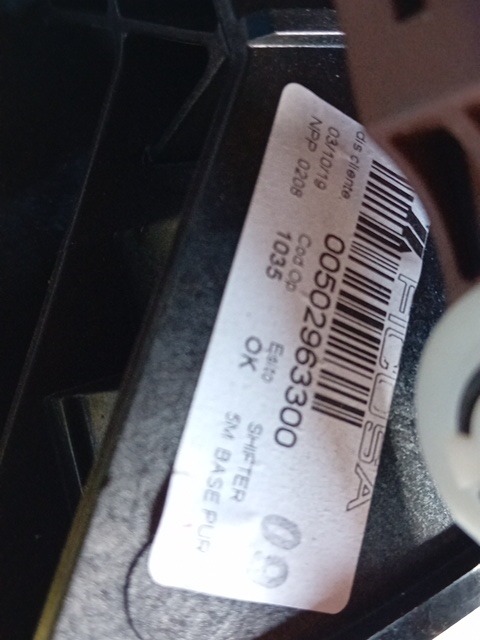 FICOSA
dis.cliente:
00502963300
03/10/19
Cod Op
Esito
SHIFTER
NPP 0208
1035
OK
5M BASE PUR